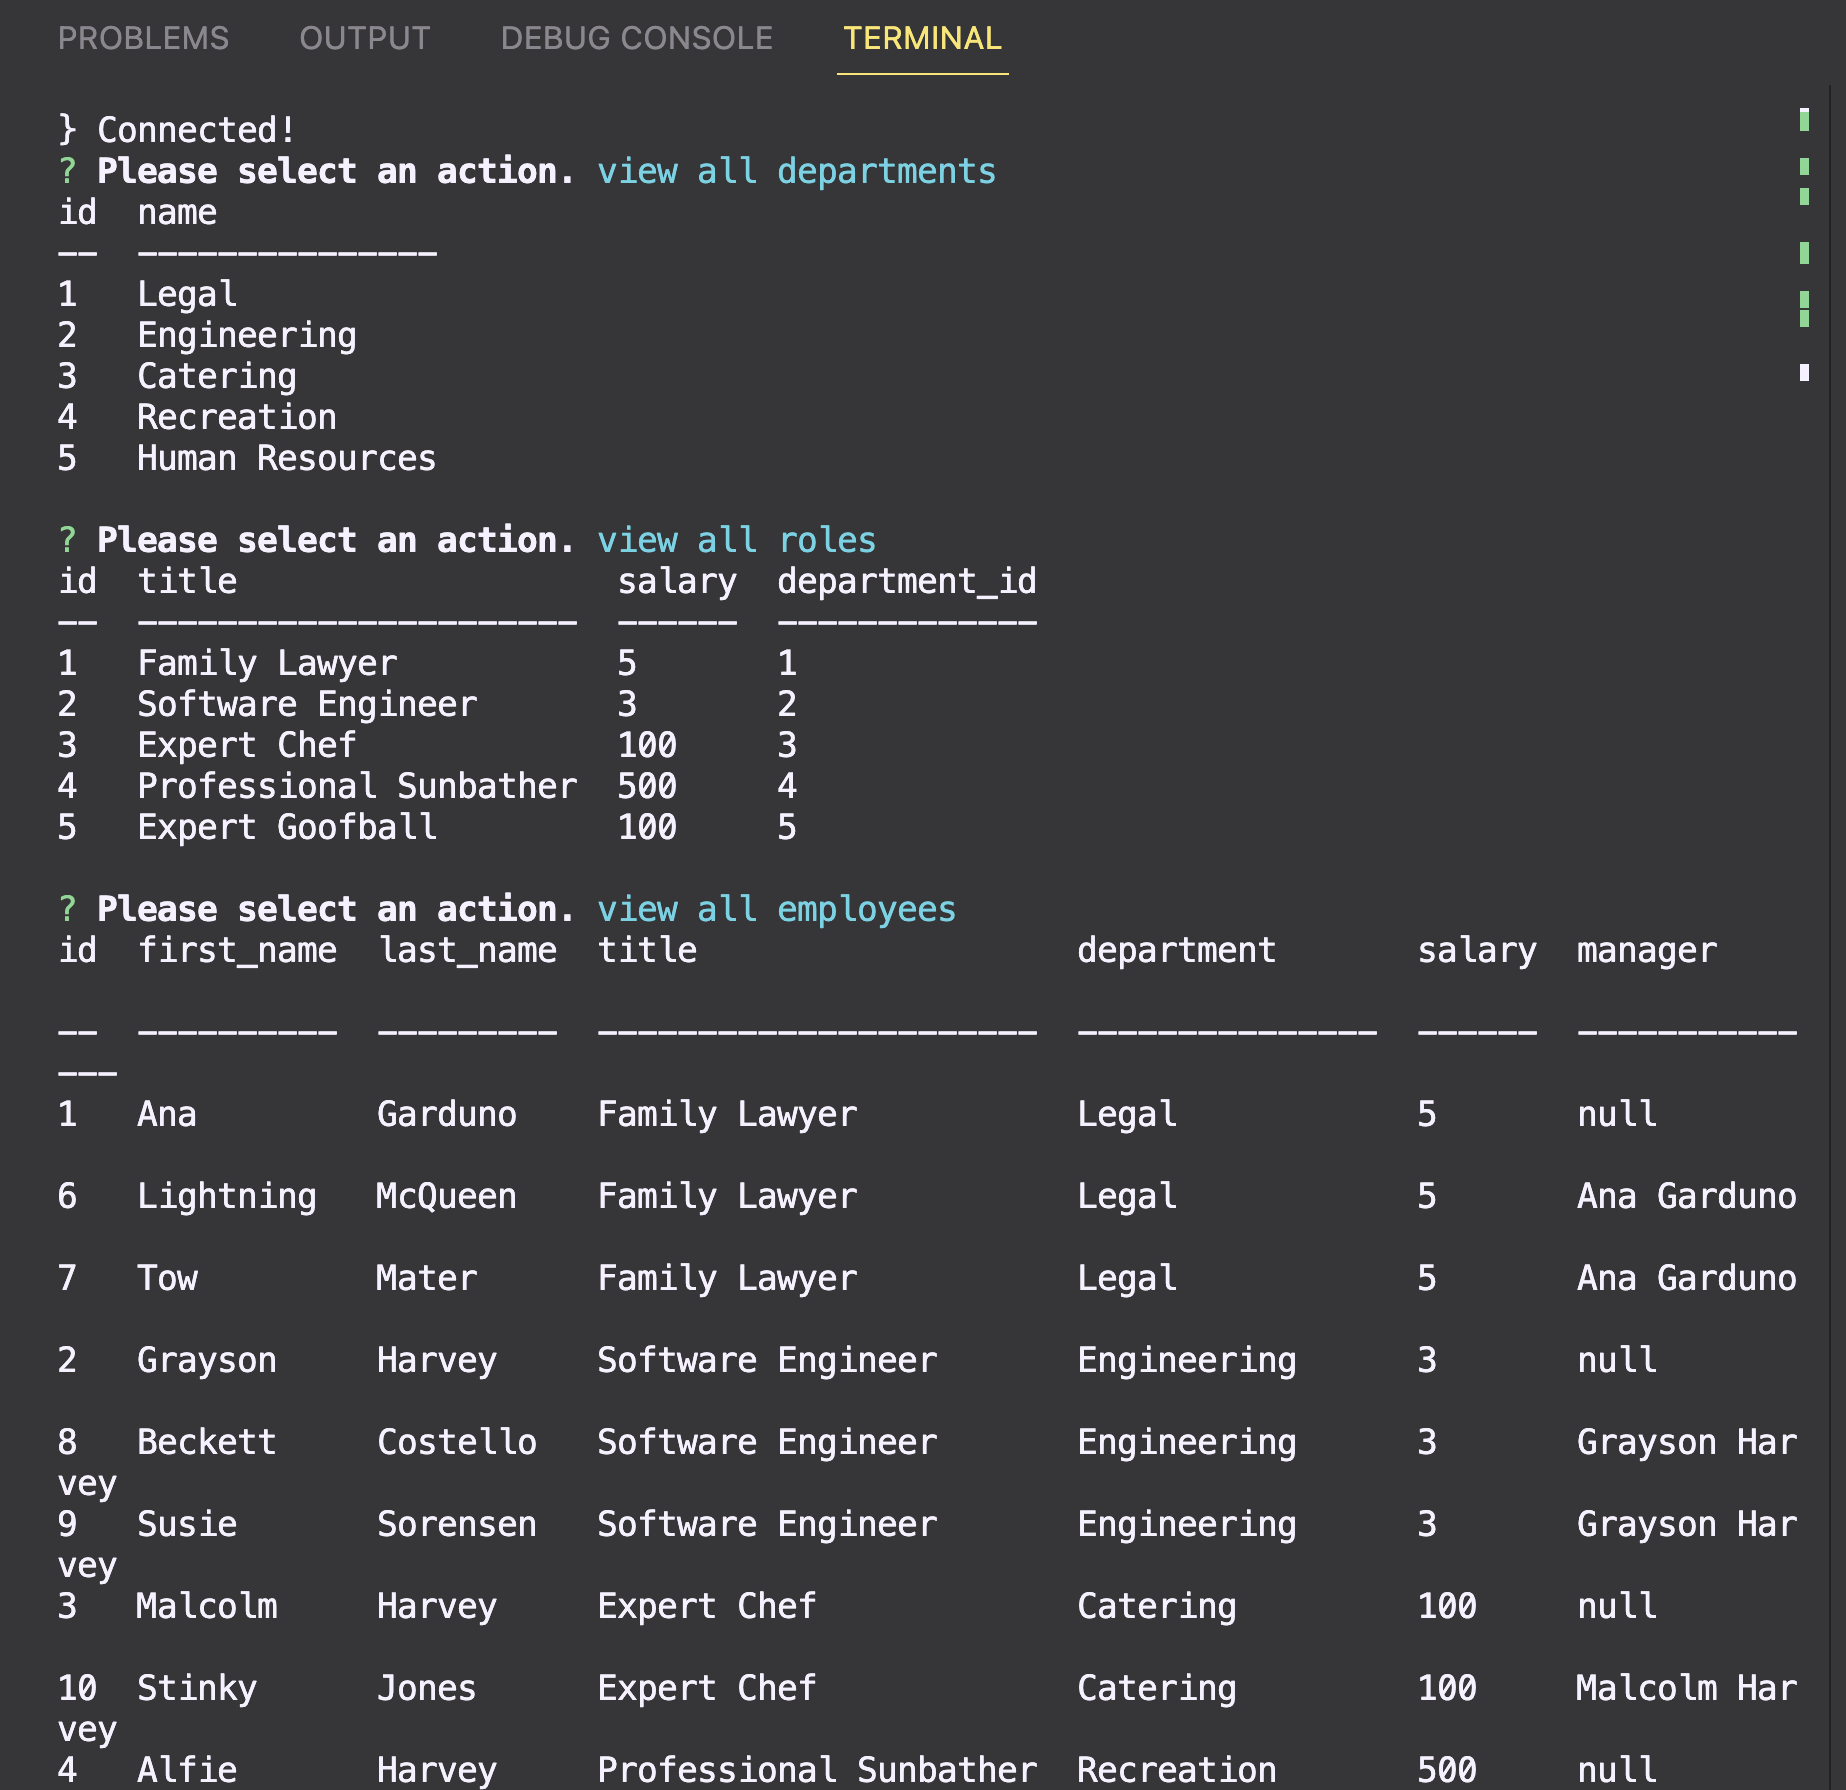 PROBLEMS OUTPUT DEBUG CONSOLE TERMINAL
} Connected!
? Please select an action. view all departments
id  name
--  ---------------
1   Legal
2   Engineering
3   Catering
4   Recreation
5   Human Resources
? Please select an action. view all roles
id  title                   salary  department_id
--  ----------------------  ------  -------------
1   Family Lawyer           5       1
2   Software Engineer       3       2
3   Expert Chef             100     3
4   Professional Sunbather  500     4
5   Expert Goofball         100     5
? Please select an action. view all employees
id  first_name  last_name  title                   department       salary  manager
--  ----------  ---------  ----------------------  ---------------  ------  -----------
---
1   Ana         Garduno    Family Lawyer           Legal            5       null
6   Lightning   McQueen    Family Lawyer           Legal            5       Ana Garduno
7   Tow         Mater      Family Lawyer           Legal            5       Ana Garduno
2   Grayson     Harvey     Software Engineer       Engineering      3       null
8   Beckett     Costello   Software Engineer       Engineering      3       Grayson Har
vey
9   Susie       Sorensen   Software Engineer       Engineering      3       Grayson Har
vey
3   Malcolm     Harvey     Expert Chef             Catering         100     null
10  Stinky      Jones      Expert Chef             Catering         100     Malcolm Har
vey
4   Alfie       Harvey     Professional Sunbather  Recreation       500     null